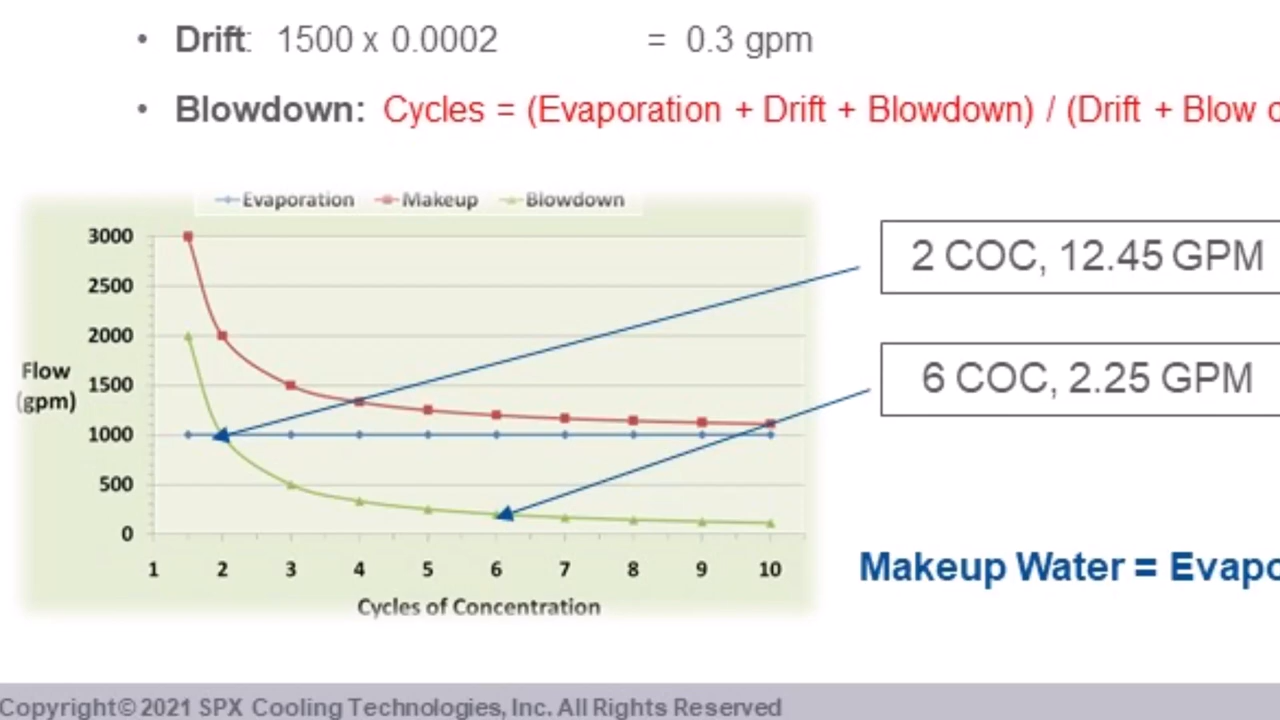 • Drift: 1500 x 0.0002 = 0.3 gpm
• Blowdown: Cycles = (Evaporation + Drift + Blowdown) / (Drift + Blow
Evaporation Makeup Blowdown
3000
2500
2000
1500
1000
500
0
Flow
(gpm)
1 2 3 4 5 6 7 8 9 10
Cycles of Concentration
2 COC, 12.45 GPM
6 COC, 2.25 GPM
Makeup Water = Evapo
Copyright© 2021 SPX Cooling Technologies, Inc. All Rights Reserved